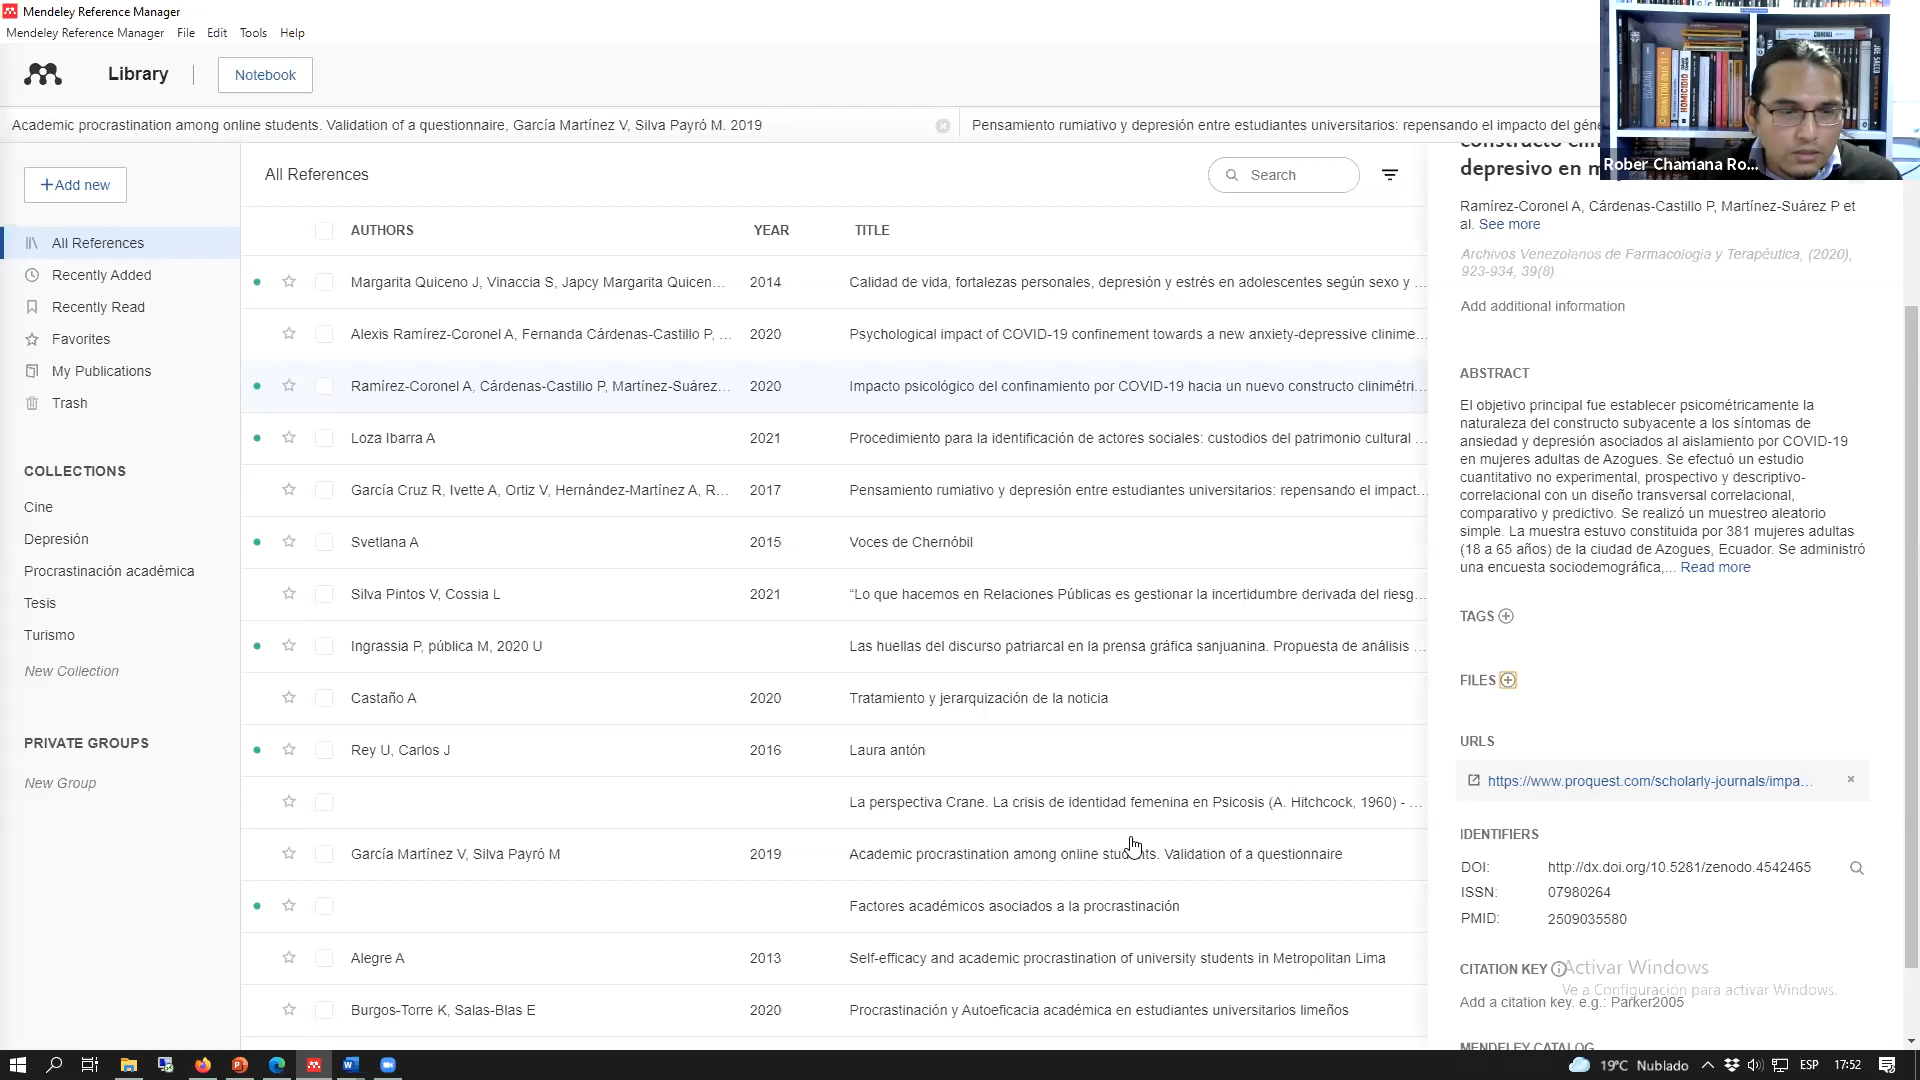 Mendeley Reference Manager
Mendeley Reference Manager File Edit Tools Help
Library
Notebook
Academic procrastination among online students. Validation of a questionnaire, García Martínez V, Silva Payró M. 2019
Pensamiento rumiativo y depresión entre estudiantes universitarios: repensando el impacto del géne
Rober Chamana Ro...
+Add new
All References
Recently Added
Recently Read
Favorites
My Publications
Trash
COLLECTIONS
Cine
Depresión
Procrastinación académica
Tesis
Turismo
New Collection
PRIVATE GROUPS
New Group
All References
Search
AUTHORS YEAR TITLE
Margarita Quiceno J, Vinaccia S, Japcy Margarita Quicen... 2014 Calidad de vida, fortalezas personales, depresión y estrés en adolescentes según sexo y ...
Alexis Ramírez-Coronel A, Fernanda Cárdenas-Castillo P, ... 2020 Psychological impact of COVID-19 confinement towards a new anxiety-depressive clinime...
Ramírez-Coronel A, Cárdenas-Castillo P, Martínez-Suárez... 2020 Impacto psicológico del confinamiento por COVID-19 hacia un nuevo constructo clinimétri...
Loza Ibarra A 2021 Procedimiento para la identificación de actores sociales: custodios del patrimonio cultural ...
García Cruz R, Ivette A, Ortiz V, Hernández-Martínez A, R... 2017 Pensamiento rumiativo y depresión entre estudiantes universitarios: repensando el impact...
Svetlana A 2015 Voces de Chernóbil
Silva Pintos V, Cossia L 2021 “Lo que hacemos en Relaciones Públicas es gestionar la incertidumbre derivada del riesg...
Ingrassia P, pública M, 2020 U Las huellas del discurso patriarcal en la prensa gráfica sanjuanina. Propuesta de análisis ...
Castaño A 2020 Tratamiento y jerarquización de la noticia
Rey U, Carlos J 2016 Laura antón
La perspectiva Crane. La crisis de identidad femenina en Psicosis (A. Hitchcock, 1960) - ...
García Martínez V, Silva Payró M 2019 Academic procrastination among online students. Validation of a questionnaire
Factores académicos asociados a la procrastinación
Alegre A 2013 Self-efficacy and academic procrastination of university students in Metropolitan Lima
Burgos-Torre K, Salas-Blas E 2020 Procrastinación y Autoeficacia académica en estudiantes universitarios limeños
depresivo en
Ramírez-Coronel A, Cárdenas-Castillo P, Martínez-Suárez P et
al. See more
Archivos Venezolanos de Farmacologia y Terapéutica, (2020),
923-934, 39(8)
Add additional information
ABSTRACT
El objetivo principal fue establecer psicométricamente la
naturaleza del constructo subyacente a los síntomas de
ansiedad y depresión asociados al aislamiento por COVID-19
en mujeres adultas de Azogues. Se efectuó un estudio
cuantitativo no experimental, prospectivo y descriptivo-
correlacional con un diseño transversal correlacional,
comparativo y predictivo. Se realizó un muestreo aleatorio
simple. La muestra estuvo constituida por 381 mujeres adultas
(18 a 65 años) de la ciudad de Azogues, Ecuador. Se administró
una encuesta sociodemográfica,... Read more
TAGS
FILES
URLS
https://www.proquest.com/scholarly-journals/impa...
IDENTIFIERS
DOI: http://dx.doi.org/10.5281/zenodo.4542465
ISSN: 07980264
PMID: 2509035580
CITATION KEY
Add a citation key. e.g.: Parker2005
Activar Windows
Ve a Configuración para activar Windows.
MENDELEY CATALOG
19°C Nublado ESP 17:52